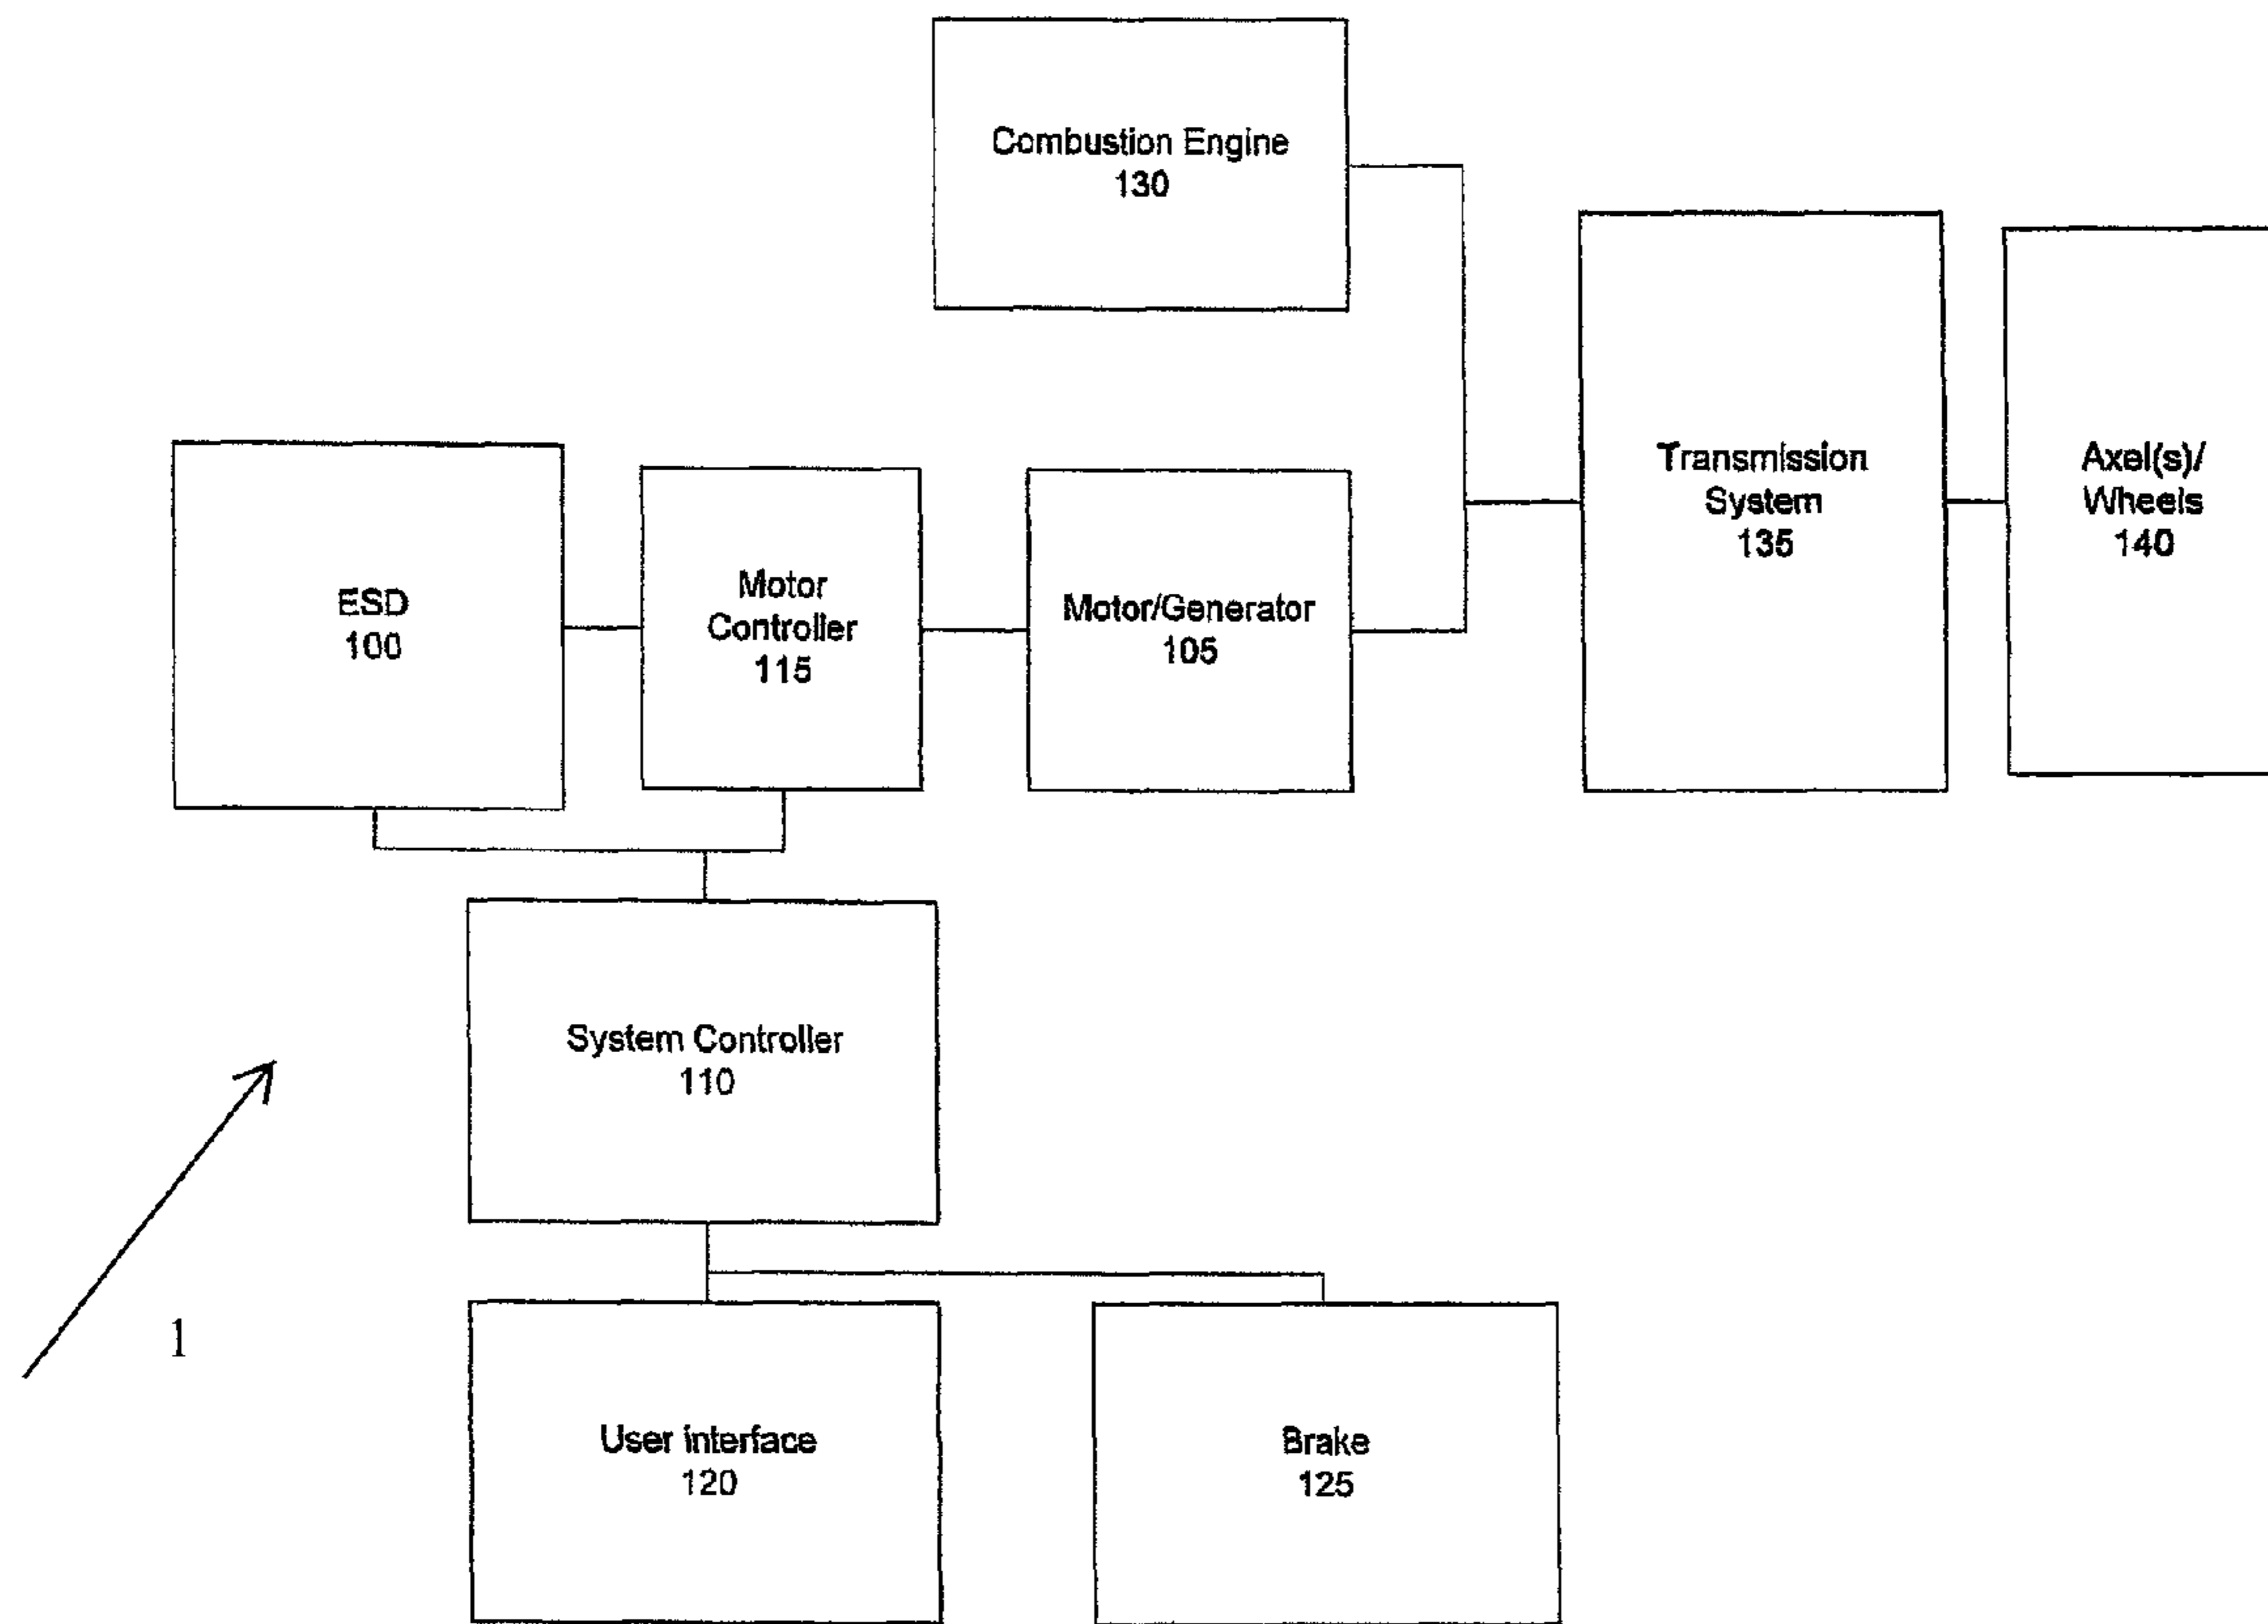 Combustion Engine
130
Transmission
System
135
Axel(s)/
Wheels
140
ESD
100
Motor
Controller
115
Motor/Generator
105
System Controller
110
1
User interface
120
Brake
125